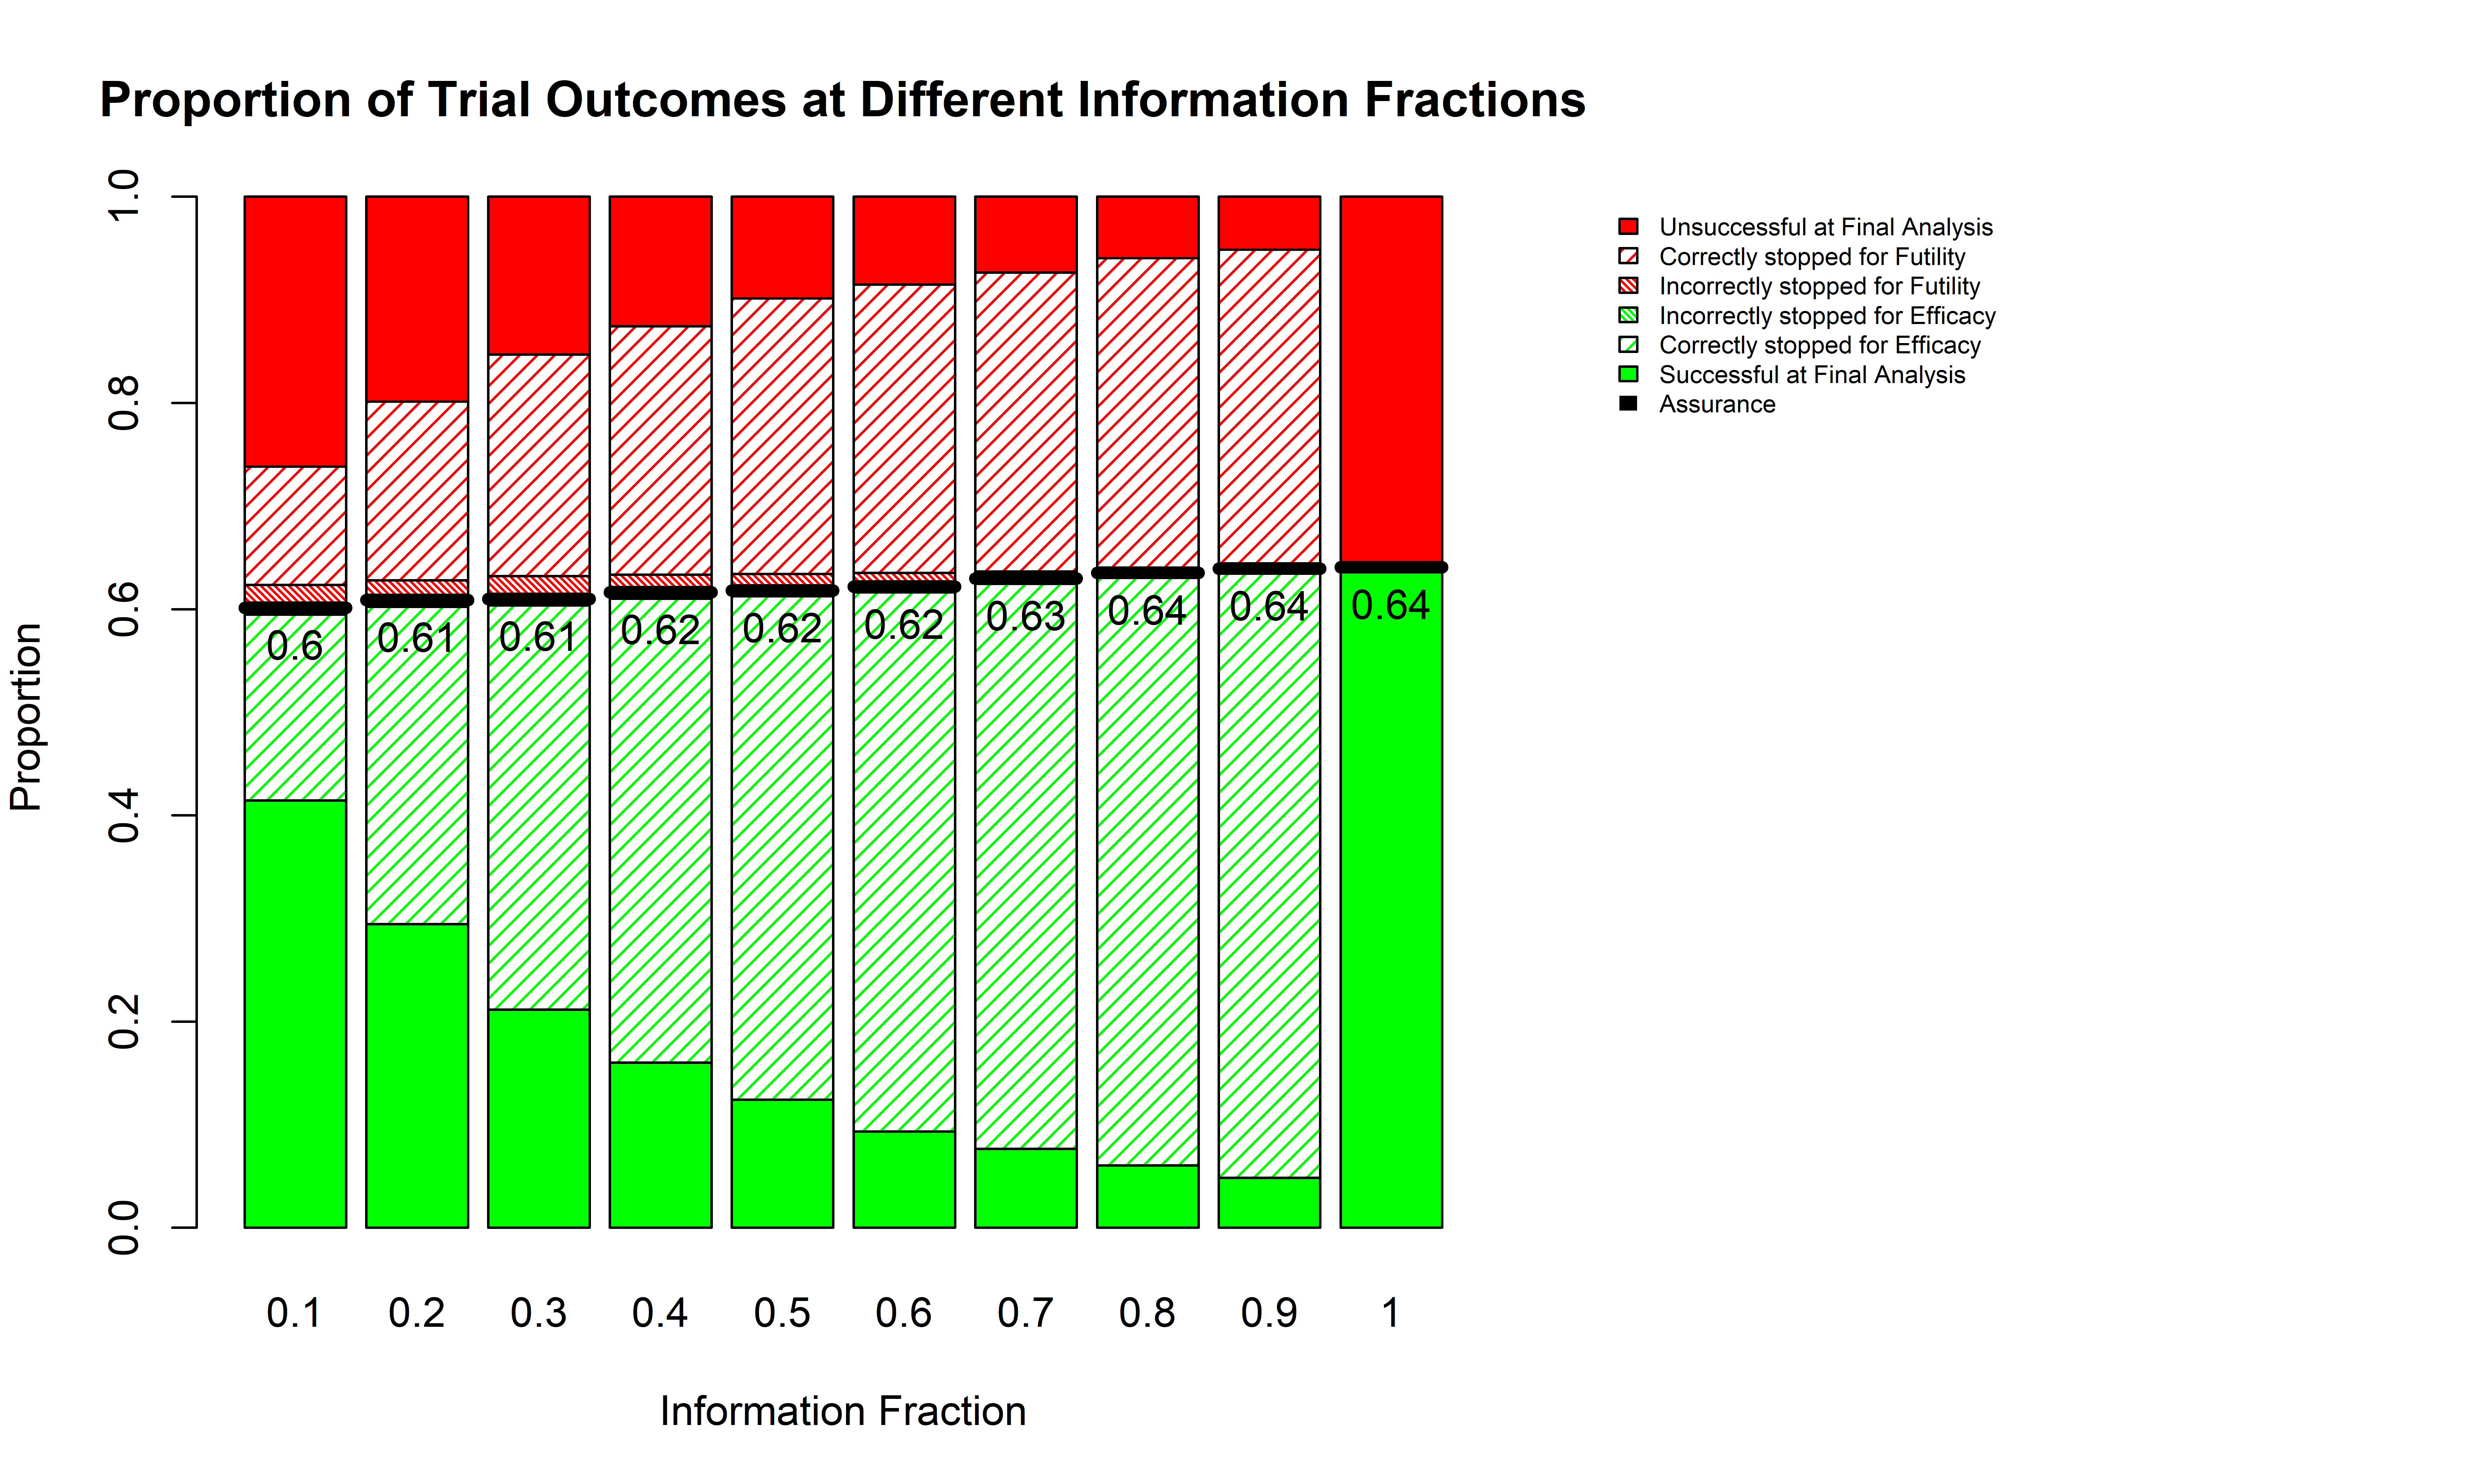 Proportion of Trial Outcomes at Different Information Fractions
Proportion
1.0
0.8
0.6
0.4
0.2
0.0
0.6
0.61
0.61
0.62
0.62
0.62
0.63
0.64
0.64
0.64
0.1
0.2
0.3
0.4
0.5
0.6
0.7
0.8
0.9
1
Information Fraction
Unsuccessful at Final Analysis
Correctly stopped for Futility
Incorrectly stopped for Futility
Incorrectly stopped for Efficacy
Correctly stopped for Efficacy
Successful at Final Analysis
Assurance